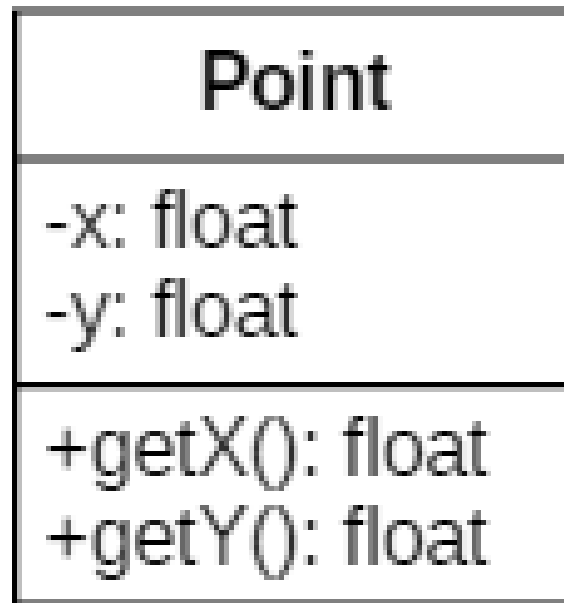 Point
-x: float
-y: float
+getX(): float
+getY(): float